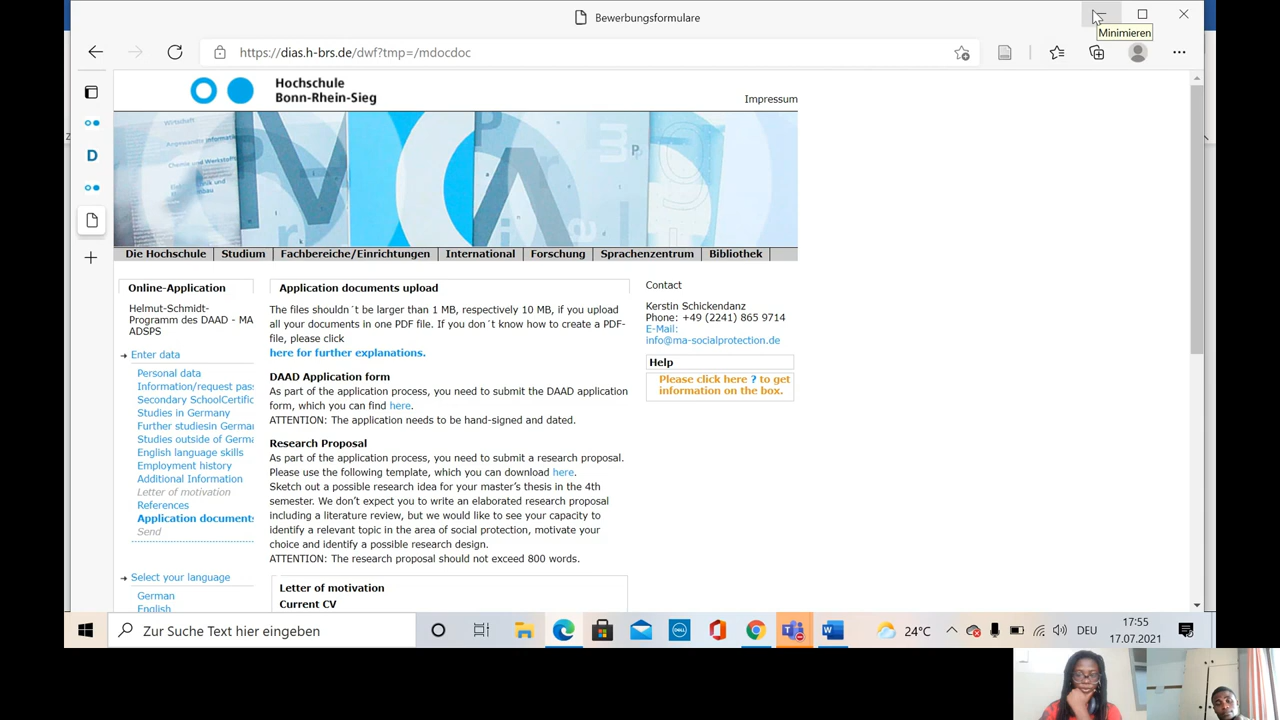 Bewerbungsformulare
Minimieren
https://dias.h-brs.de/dwf?tmp=/mdocdoc
Hochschule
Bonn-Rhein-Sieg
Impressum
Die Hochschule
Studium
Fachbereiche/Einrichtungen
International
Forschung
Sprachenzentrum
Bibliothek
Online-Application
Helmut-Schmidt-
Programm des DAAD - MA
ADSPS
Enter data
Personal data
Information/request pas
Secondary SchoolCertific
Studies in Germany
Further studiesin Germa
Studies outside of Germa
English language skills
Employment history
Additional Information
Letter of motivation
References
Application document
Send
Select your language
German
English
Application documents upload
The files shouldn´t be larger than 1 MB, respectively 10 MB, if you upload
all your documents in one PDF file. If you don´t know how to create a PDF-
file, please click
here for further explanations.
DAAD Application form
As part of the application process, you need to submit the DAAD application
form, which you can find here.
ATTENTION: The application needs to be hand-signed and dated.
Research Proposal
As part of the application process, you need to submit a research proposal.
Please use the following template, which you can download here.
Sketch out a possible research idea for your master's thesis in the 4th
semester. We don't expect you to write an elaborated research proposal
including a literature review, but we would like to see your capacity to
identify a relevant topic in the area of social protection, motivate your
choice and identify a possible research design.
ATTENTION: The research proposal should not exceed 800 words.
Letter of motivation
Current CV
Contact
Kerstin Schickendanz
Phone: +49 (2241) 865 9714
E-Mail:
info@ma-socialprotection.de
Help
Please click here ? to get
information on the box.
Zur Suche Text hier eingeben
24°C
DEU
17:55
17.07.2021